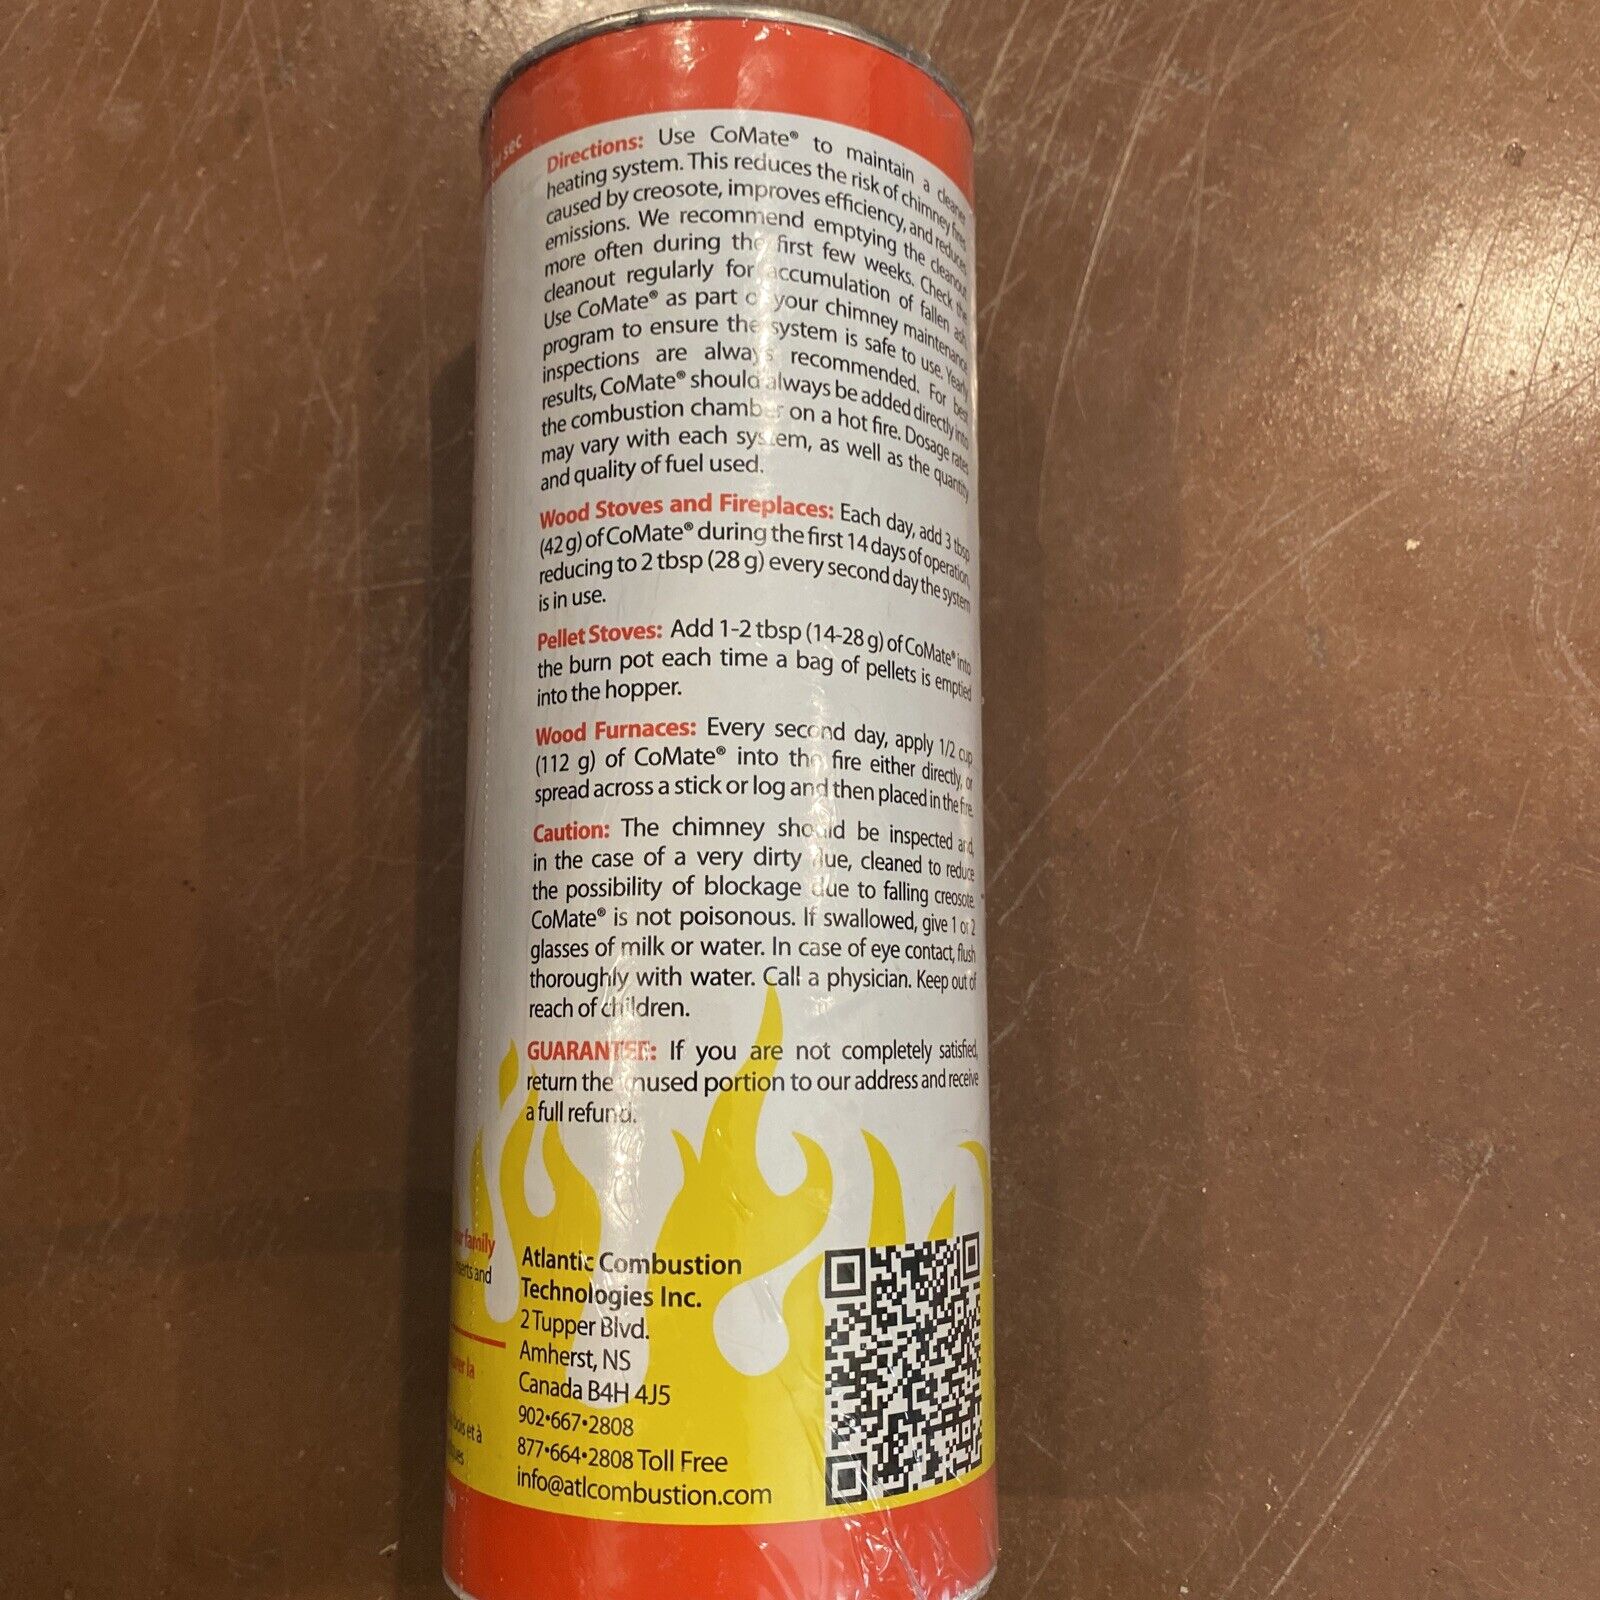 au sec
Directions: Use CoMate® to maintain a cleaner
heating system. This reduces the risk of chimney fires
caused by creosote, improves efficiency, and reduces
emissions. We recommend emptying the cleanout
more often during the first few weeks. Check the
cleanout regularly for accumulation of fallen ash.
Use CoMate® as part of your chimney maintenance
program to ensure the system is safe to use. Yearly
inspections are always recommended. For best
results, CoMate® should always be added directly into
the combustion chamber on a hot fire. Dosage rates
may vary with each system, as well as the quantity
and quality of fuel used.
Wood Stoves and Fireplaces: Each day, add 3 tbsp
(42 g) of CoMate® during the first 14 days of operation,
reducing to 2 tbsp (28 g) every second day the system
is in use.
Pellet Stoves: Add 1-2 tbsp (14-28 g) of CoMate® into
the burn pot each time a bag of pellets is emptied
into the hopper.
Wood Furnaces: Every second day, apply 1/2 cup
(112 g) of CoMate® into the fire either directly, or
spread across a stick or log and then placed in the fire.
Caution: The chimney should be inspected and,
in the case of a very dirty flue, cleaned to reduce
the possibility of blockage due to falling creosote.
CoMate® is not poisonous. If swallowed, give 1 or 2
glasses of milk or water. In case of eye contact, flush
thoroughly with water. Call a physician. Keep out of
reach of children.
GUARANTEE: If you are not completely satisfied,
return the unused portion to our address and receive
a full refund.
family
and
la
bois et à
Atlantic Combustion
Technologies Inc.
2 Tupper Blvd.
Amherst, NS
Canada B4H 4J5
902•667•2808
877•664•2808 Toll Free
info@atlcombustion.com